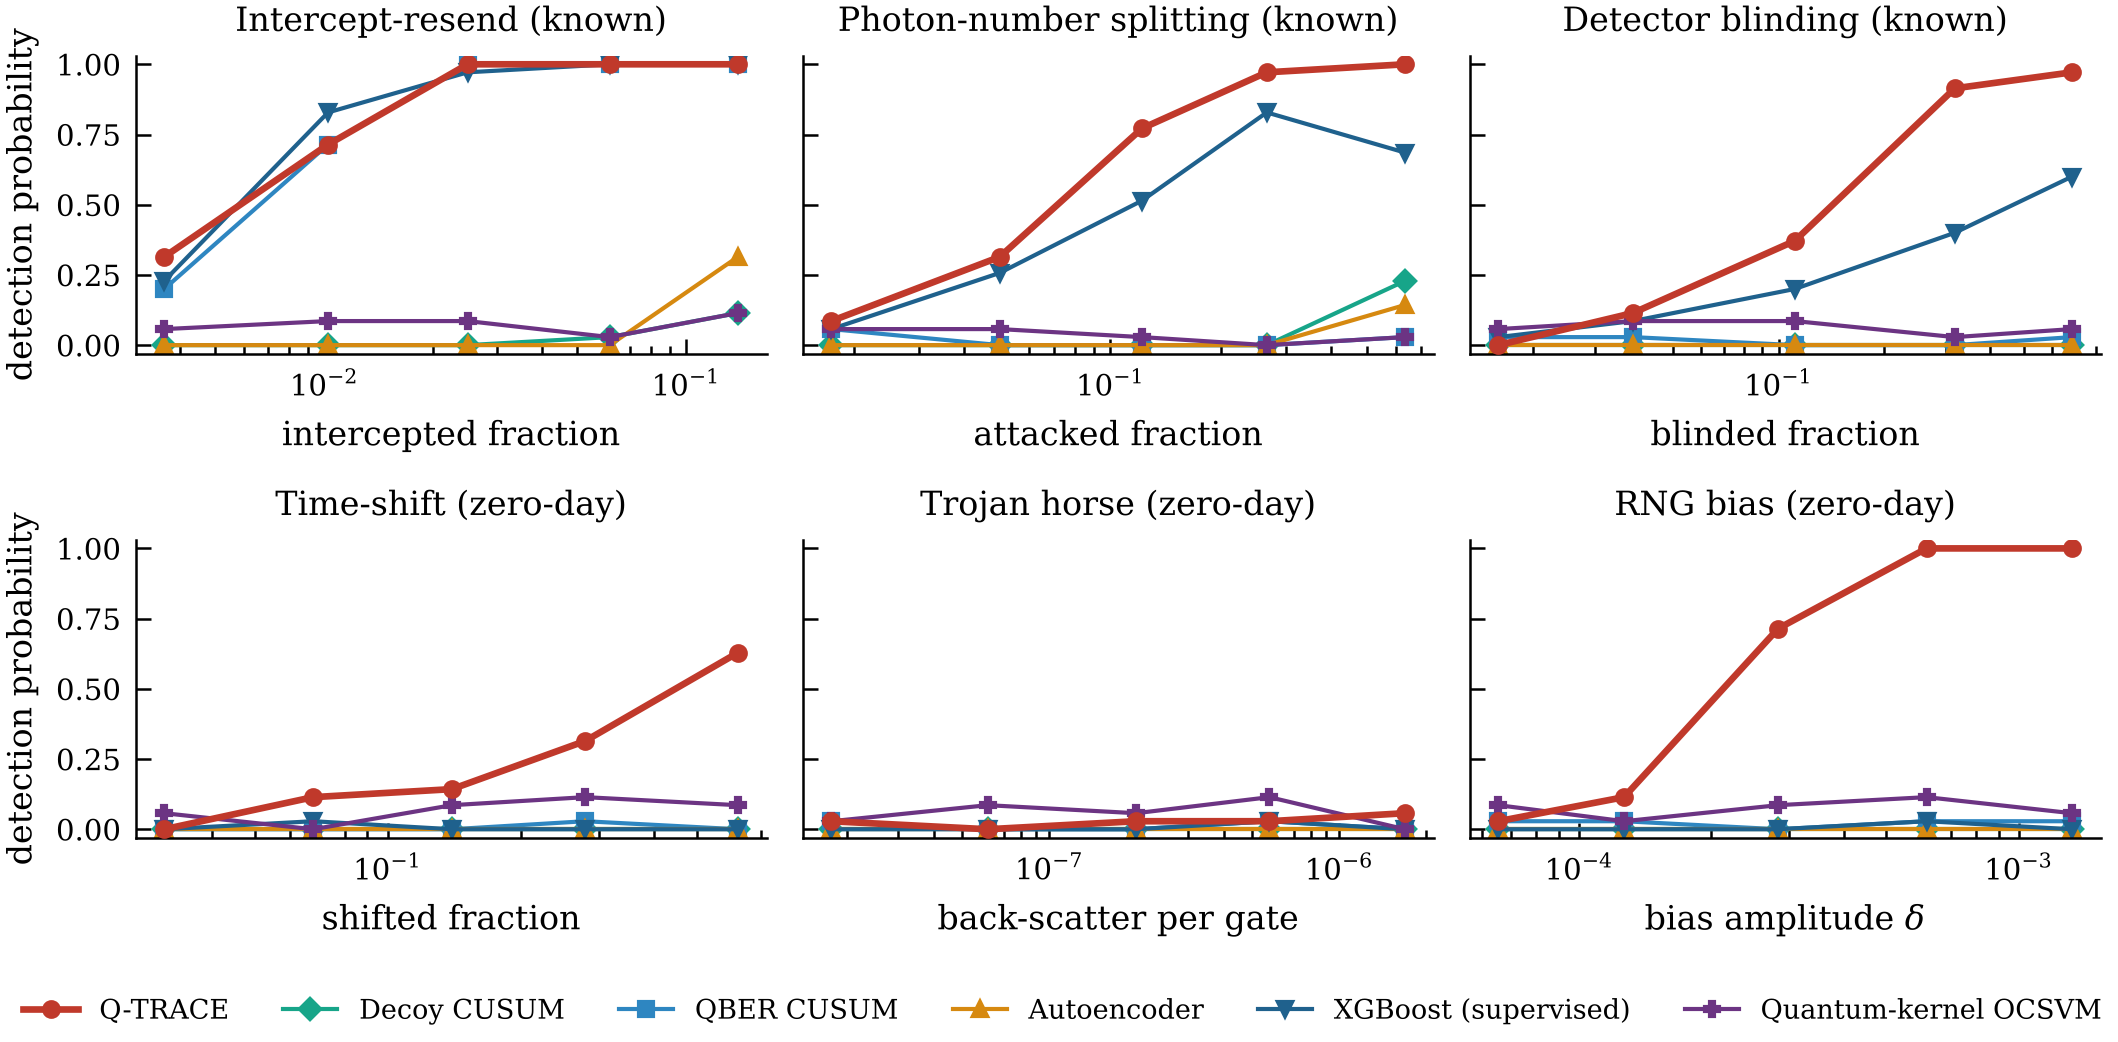 Intercept-resend (known)
Photon-number splitting (known)
Detector blinding (known)
detection probability
1.00
0.75
0.50
0.25
0.00
10⁻²
10⁻¹
intercepted fraction
10⁻¹
attacked fraction
10⁻¹
blinded fraction
Time-shift (zero-day)
Trojan horse (zero-day)
RNG bias (zero-day)
detection probability
1.00
0.75
0.50
0.25
0.00
10⁻¹
shifted fraction
10⁻⁷
10⁻⁶
back-scatter per gate
10⁻⁴
10⁻³
bias amplitude δ
Q-TRACE
Decoy CUSUM
QBER CUSUM
Autoencoder
XGBoost (supervised)
Quantum-kernel OCSVM